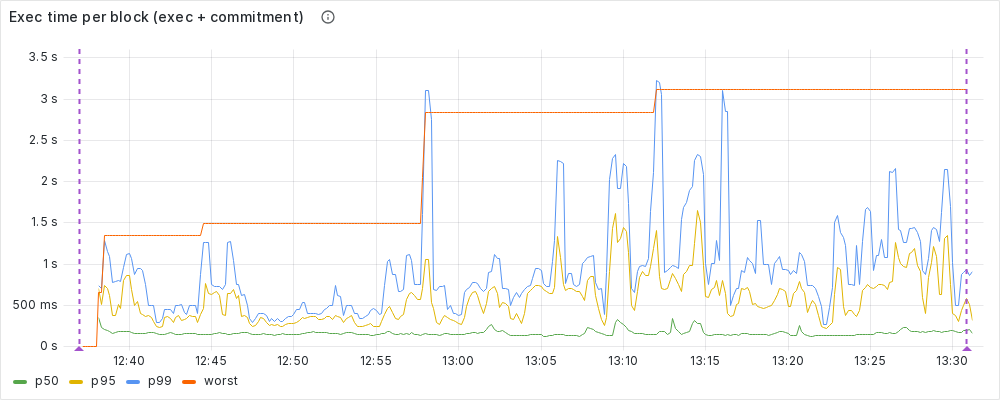 Exec time per block (exec + commitment)
3.5 s
3 s
2.5 s
2 s
1.5 s
1 s
500 ms
0 s
12:40 12:45 12:50 12:55 13:00 13:05 13:10 13:15 13:20 13:25 13:30
p50 p95 p99 worst